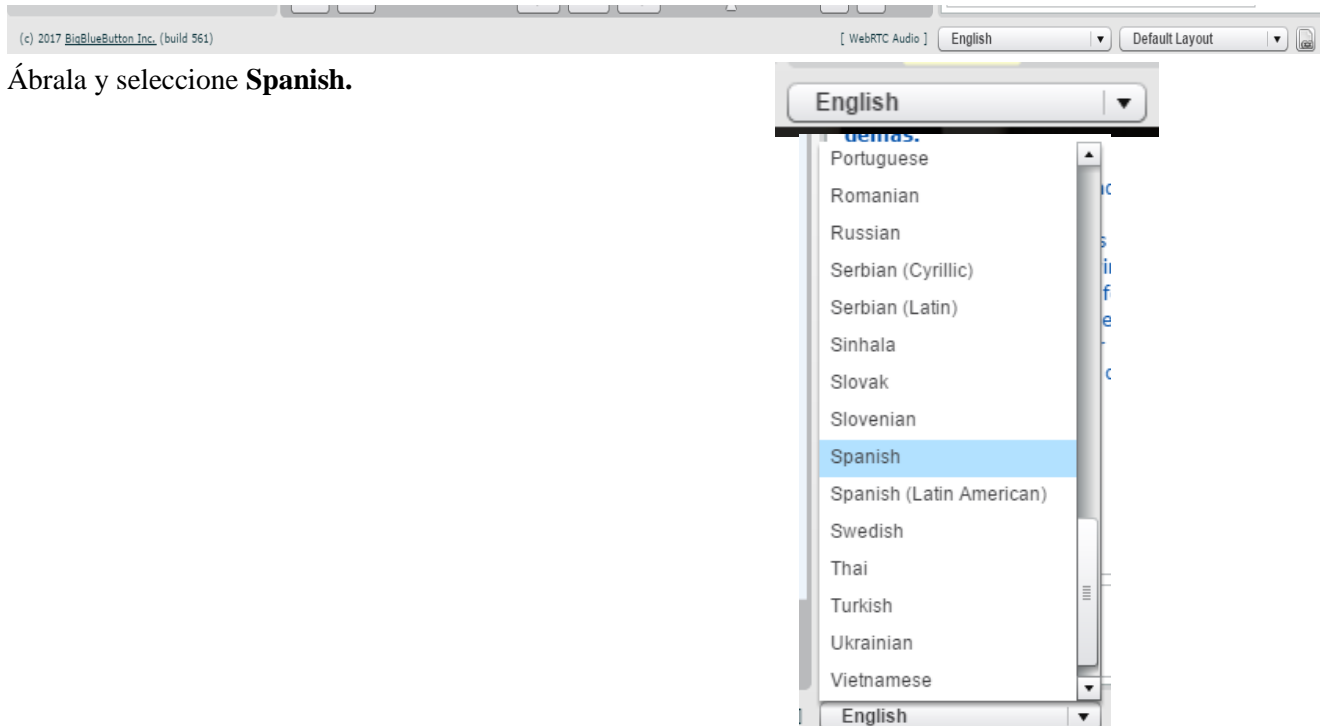 (c) 2017 BigBlueButton Inc. (build 561)
[ WebRTC Audio ] English Default Layout
Ábrala y seleccione Spanish.
English
demás.
Portuguese
Romanian
Russian
Serbian (Cyrillic)
Serbian (Latin)
Sinhala
Slovak
Slovenian
Spanish
Spanish (Latin American)
Swedish
Thai
Turkish
Ukrainian
Vietnamese
English